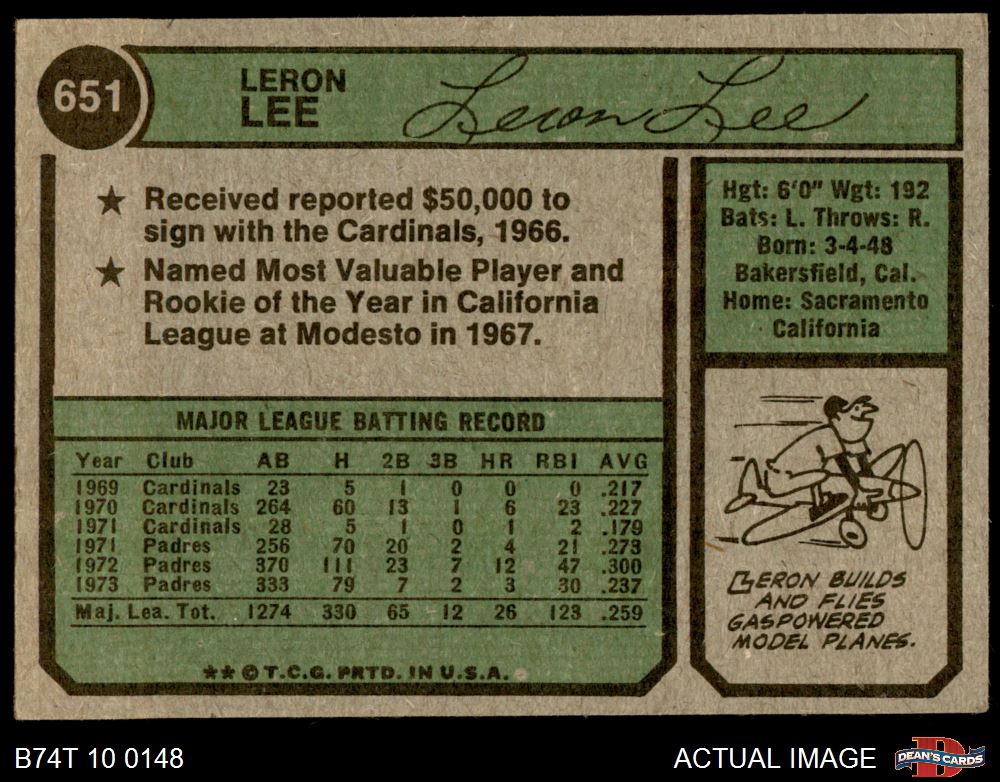 651
LERON
LEE
Leron Lee
★ Received reported $50,000 to
sign with the Cardinals, 1966.
★ Named Most Valuable Player and
Rookie of the Year in California
League at Modesto in 1967.
Hgt: 6'0" Wgt: 192
Bats: L. Throws: R.
Born: 3-4-48
Bakersfield, Cal.
Home: Sacramento
California
MAJOR LEAGUE BATTING RECORD
Year Club AB H 2B 3B HR RBI AVG
1969 Cardinals 23 5 1 0 0 0 .217
1970 Cardinals 264 60 13 1 6 23 .227
1971 Cardinals 28 5 1 0 1 2 .179
1971 Padres 256 70 20 2 4 21 .273
1972 Padres 370 111 23 7 12 47 .300
1973 Padres 333 79 7 2 3 30 .237
Maj. Lea. Tot. 1274 330 65 12 26 123 .259
★★ © T.C.G. PRTD. IN U.S.A.
LERON BUILDS
AND FLIES
GASPOWERED
MODEL PLANES.
B74T 10 0148
ACTUAL IMAGE
D
DEAN'S CARDS